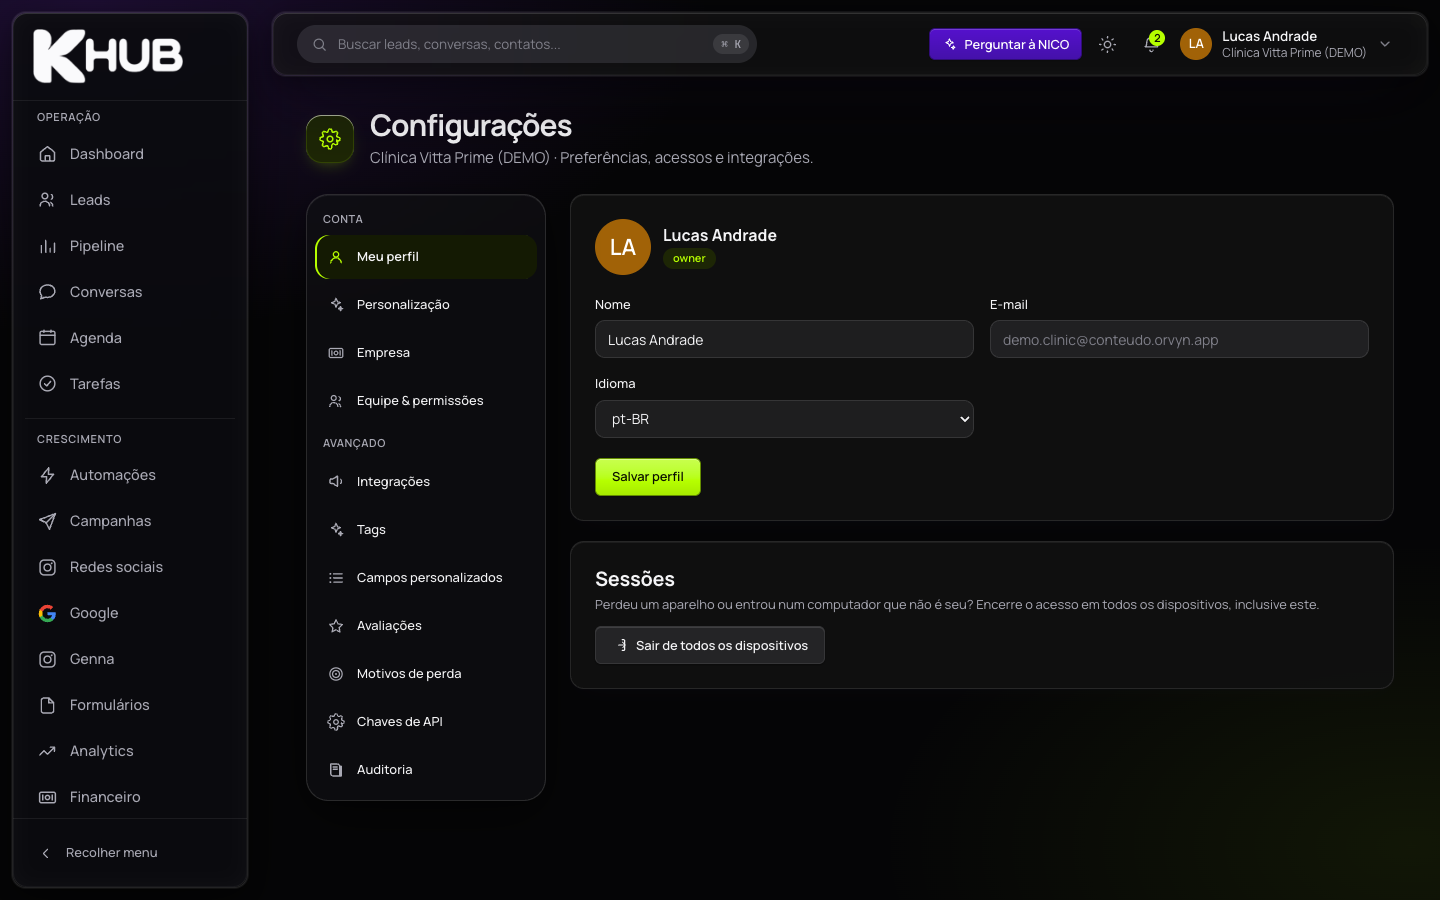 KHUB
OPERAÇÃO
Dashboard
Leads
Pipeline
Conversas
Agenda
Tarefas
CRESCIMENTO
Automações
Campanhas
Redes sociais
Google
Genna
Formulários
Analytics
Financeiro
Recolher menu
Buscar leads, conversas, contatos...
⌘ K
Perguntar à NICO
2
LA
Lucas Andrade
Clínica Vitta Prime (DEMO)
Configurações
Clínica Vitta Prime (DEMO) · Preferências, acessos e integrações.
CONTA
Meu perfil
Personalização
Empresa
Equipe & permissões
AVANÇADO
Integrações
Tags
Campos personalizados
Avaliações
Motivos de perda
Chaves de API
Auditoria
LA
Lucas Andrade
owner
Nome
Lucas Andrade
E-mail
demo.clinic@conteudo.orvyn.app
Idioma
pt-BR
Salvar perfil
Sessões
Perdeu um aparelho ou entrou num computador que não é seu? Encerre o acesso em todos os dispositivos, inclusive este.
Sair de todos os dispositivos